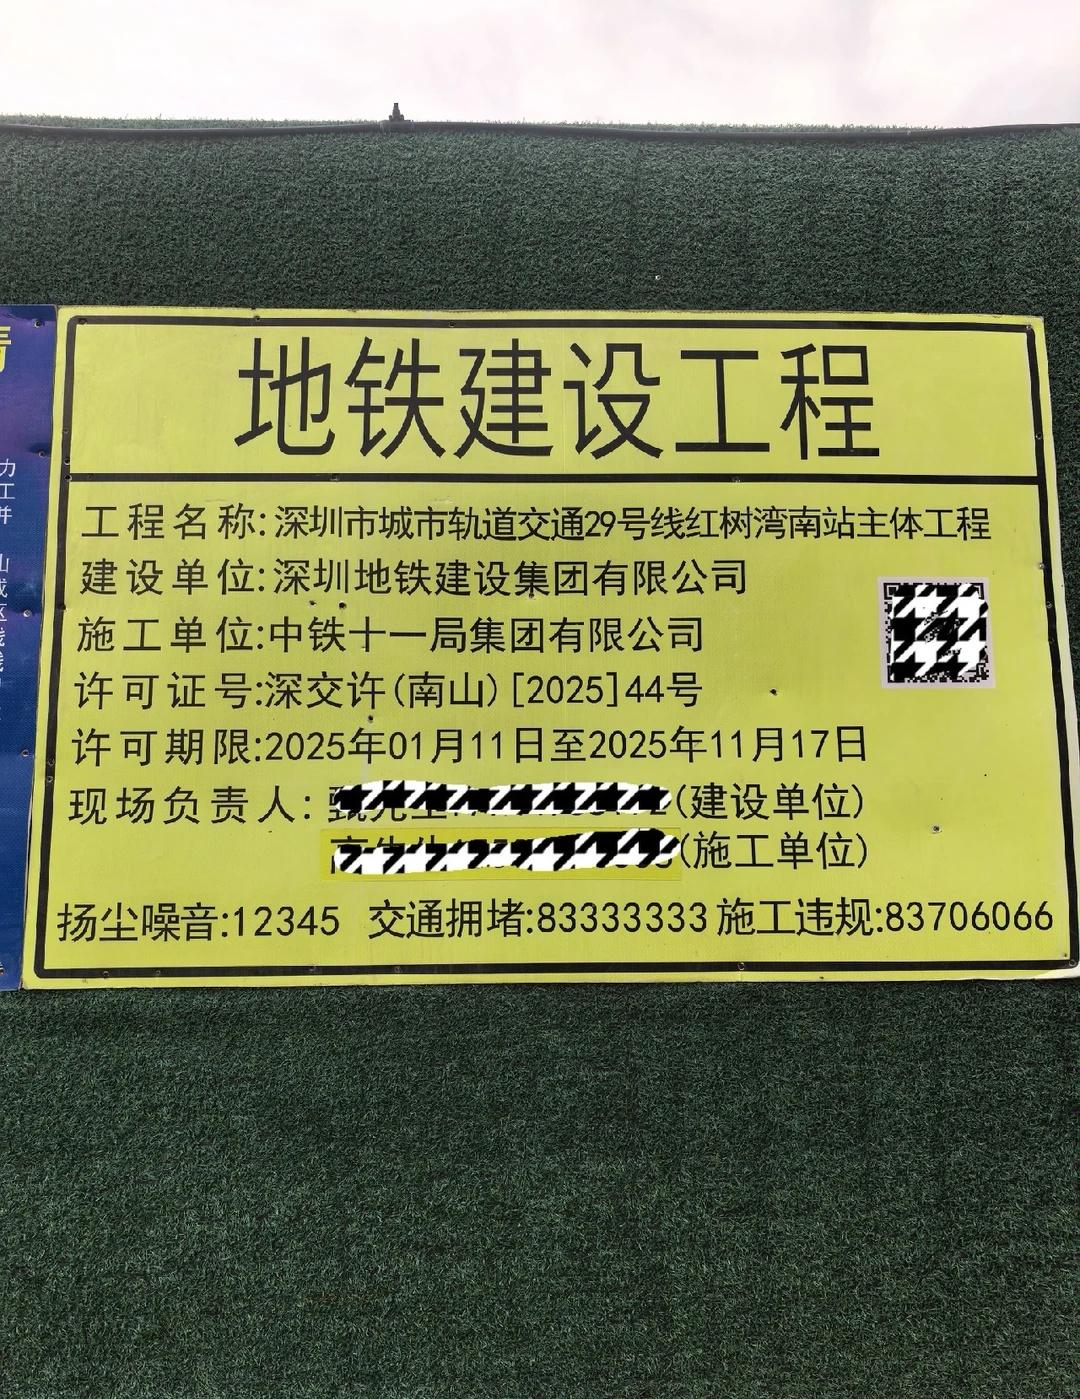 地铁建设工程
工程名称:深圳市城市轨道交通29号线红树湾南站主体工程
建设单位:深圳地铁建设集团有限公司
施工单位:中铁十一局集团有限公司
许可证号:深交许(南山)[2025]44号
许可期限:2025年01月11日至2025年11月17日
现场负责人:(建设单位)
(施工单位)
扬尘噪音:12345 交通拥堵:83333333 施工违规:83706066
力
工
并
山
区